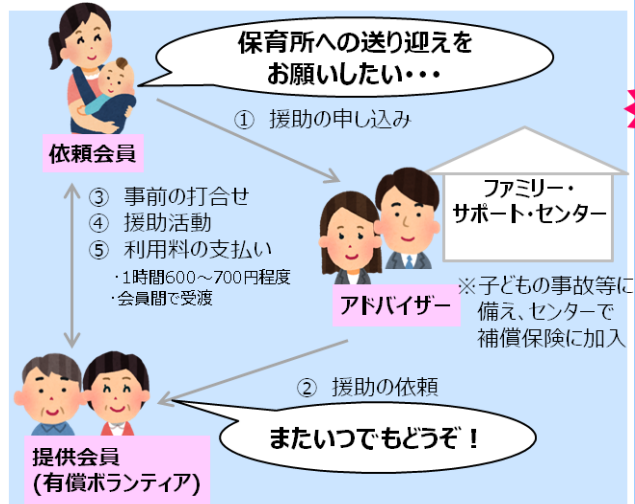 保育所への送り迎えを
お願いしたい・・・
① 援助の申し込み
依頼会員
ファミリー・
サポート・センター
③ 事前の打合せ
④ 援助活動
⑤ 利用料の支払い
・1時間600～700円程度
・会員間で受渡
アドバイザー
※子どもの事故等に
備え、センターで
補償保険に加入
② 援助の依頼
またいつでもどうぞ！
提供会員
(有償ボランティア)